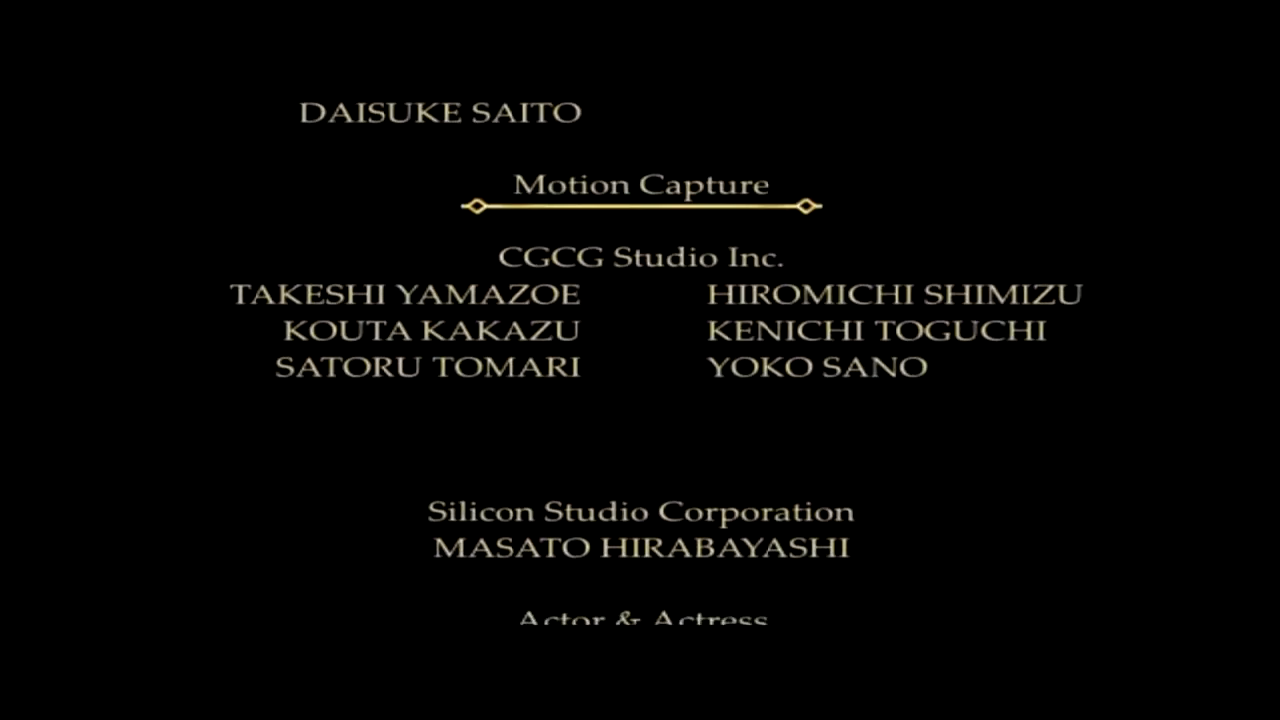 DAISUKE SAITO
Motion Capture
CGCG Studio Inc.
TAKESHI YAMAZOE HIROMICHI SHIMIZU
KOUTA KAKAZU KENICHI TOGUCHI
SATORU TOMARI YOKO SANO
Silicon Studio Corporation
MASATO HIRABAYASHI
Actor & Actress